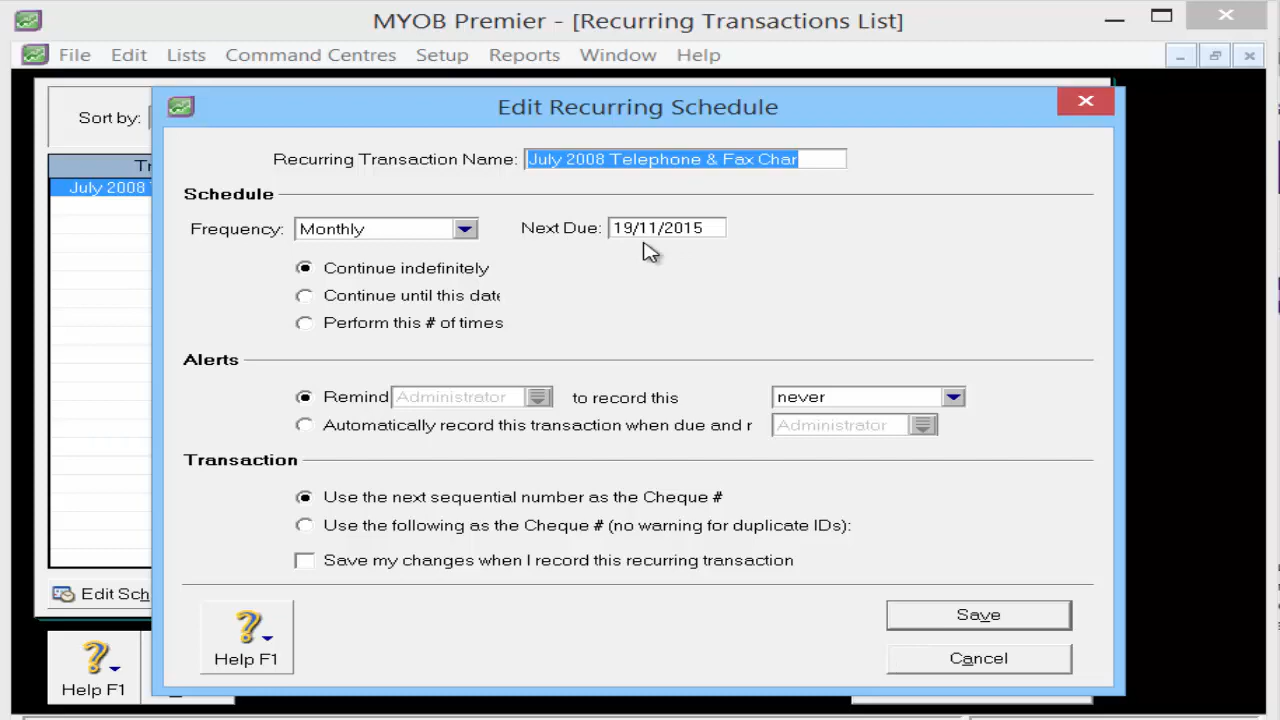 MYOB Premier - [Recurring Transactions List]
File Edit Lists Command Centres Setup Reports Window Help
Edit Recurring Schedule
Sort by:
Recurring Transaction Name: July 2008 Telephone & Fax Char
Tr
July 2008
Schedule
Frequency: Monthly Next Due: 19/11/2015
Continue indefinitely
Continue until this date
Perform this # of times
Alerts
Remind Administrator to record this never
Automatically record this transaction when due and r Administrator
Transaction
Use the next sequential number as the Cheque #
Use the following as the Cheque # (no warning for duplicate IDs):
Save my changes when I record this recurring transaction
Edit Sch
Save
Help F1
Cancel
Help F1